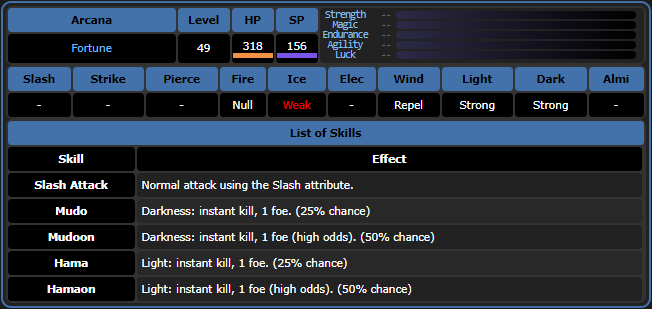 Arcana Level HP SP
Fortune 49 318 156
Strength --
Magic --
Endurance --
Agility --
Luck --
Slash Strike Pierce Fire Ice Elec Wind Light Dark Almi
- - - Null Weak - Repel Strong Strong -
List of Skills
Skill Effect
Slash Attack Normal attack using the Slash attribute.
Mudo Darkness: instant kill, 1 foe. (25% chance)
Mudoon Darkness: instant kill, 1 foe (high odds). (50% chance)
Hama Light: instant kill, 1 foe. (25% chance)
Hamaon Light: instant kill, 1 foe (high odds). (50% chance)